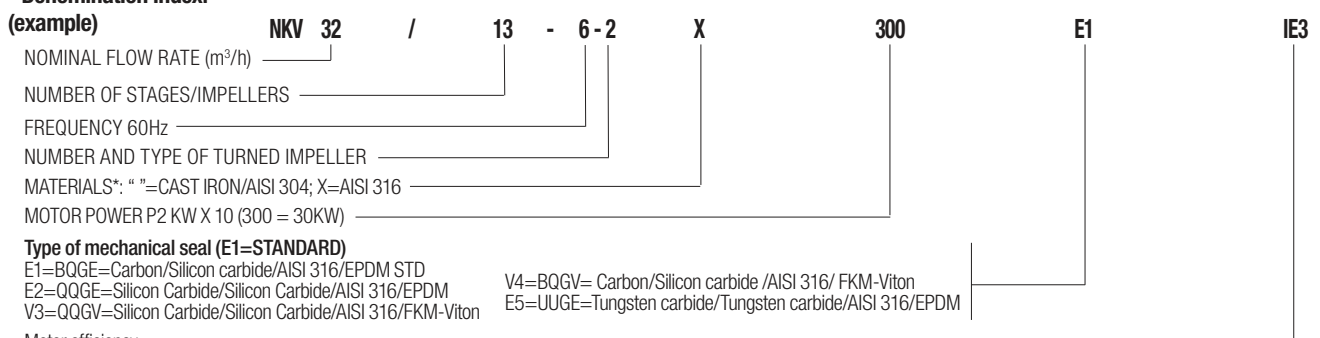 (example)
NKV 32 / 13 - 6 - 2 X 300 E1 IE3
NOMINAL FLOW RATE (m³/h)
NUMBER OF STAGES/IMPELLERS
FREQUENCY 60Hz
NUMBER AND TYPE OF TURNED IMPELLER
MATERIALS*: “ ”=CAST IRON/AISI 304; X=AISI 316
MOTOR POWER P2 KW X 10 (300 = 30KW)
Type of mechanical seal (E1=STANDARD)
E1=BQGE=Carbon/Silicon carbide/AISI 316/EPDM STD
E2=QQGE=Silicon Carbide/Silicon Carbide/AISI 316/EPDM
V3=QQGV=Silicon Carbide/Silicon Carbide/AISI 316/FKM-Viton
V4=BQGV= Carbon/Silicon carbide /AISI 316/ FKM-Viton
E5=UUGE=Tungsten carbide/Tungsten carbide/AISI 316/EPDM